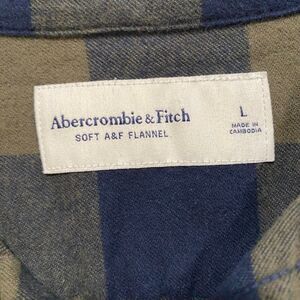 Abercrombie & Fitch
SOFT A&F FLANNEL
L
MADE IN
CAMBODIA